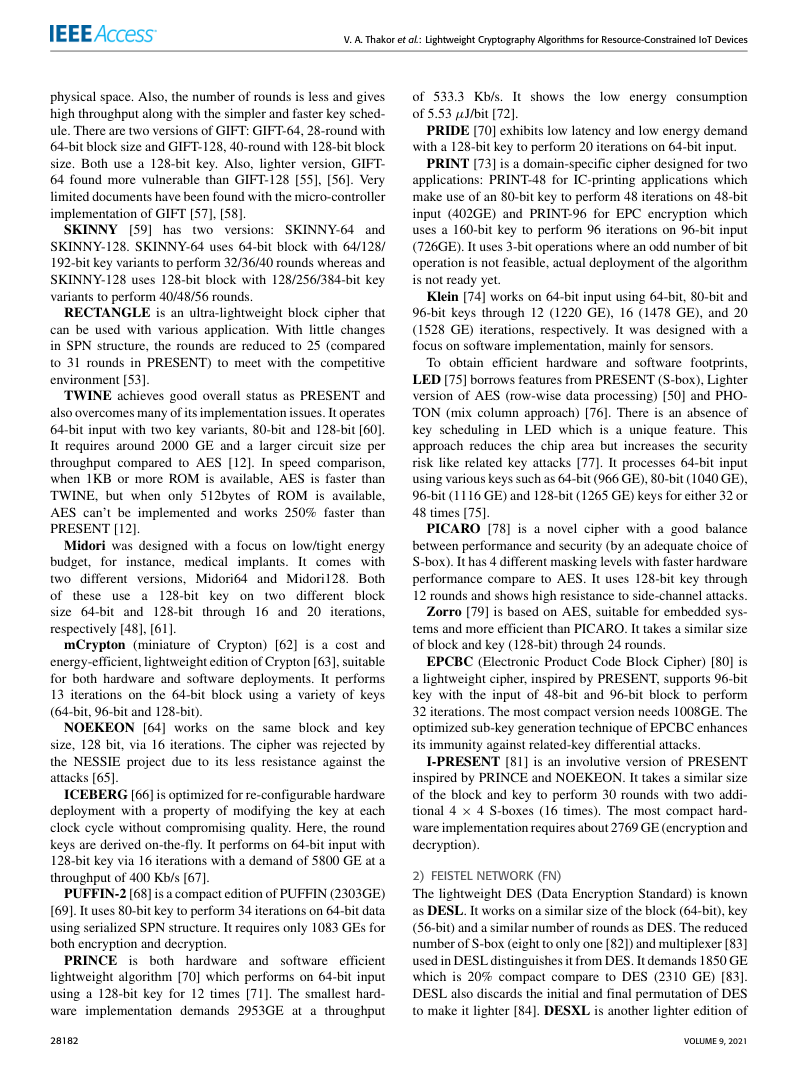 IEEE Access
V. A. Thakor et al.: Lightweight Cryptography Algorithms for Resource-Constrained IoT Devices
physical space. Also, the number of rounds is less and gives
high throughput along with the simpler and faster key sched-
ule. There are two versions of GIFT: GIFT-64, 28-round with
64-bit block size and GIFT-128, 40-round with 128-bit block
size. Both use a 128-bit key. Also, lighter version, GIFT-
64 found more vulnerable than GIFT-128 [55], [56]. Very
limited documents have been found with the micro-controller
implementation of GIFT [57], [58].
SKINNY [59] has two versions: SKINNY-64 and
SKINNY-128. SKINNY-64 uses 64-bit block with 64/128/
192-bit key variants to perform 32/36/40 rounds whereas and
SKINNY-128 uses 128-bit block with 128/256/384-bit key
variants to perform 40/48/56 rounds.
RECTANGLE is an ultra-lightweight block cipher that
can be used with various application. With little changes
in SPN structure, the rounds are reduced to 25 (compared
to 31 rounds in PRESENT) to meet with the competitive
environment [53].
TWINE achieves good overall status as PRESENT and
also overcomes many of its implementation issues. It operates
64-bit input with two key variants, 80-bit and 128-bit [60].
It requires around 2000 GE and a larger circuit size per
throughput compared to AES [12]. In speed comparison,
when 1KB or more ROM is available, AES is faster than
TWINE, but when only 512bytes of ROM is available,
AES can't be implemented and works 250% faster than
PRESENT [12].
Midori was designed with a focus on low/tight energy
budget, for instance, medical implants. It comes with
two different versions, Midori64 and Midori128. Both
of these use a 128-bit key on two different block
size 64-bit and 128-bit through 16 and 20 iterations,
respectively [48], [61].
mCrypton (miniature of Crypton) [62] is a cost and
energy-efficient, lightweight edition of Crypton [63], suitable
for both hardware and software deployments. It performs
13 iterations on the 64-bit block using a variety of keys
(64-bit, 96-bit and 128-bit).
NOEKEON [64] works on the same block and key
size, 128 bit, via 16 iterations. The cipher was rejected by
the NESSIE project due to its less resistance against the
attacks [65].
ICEBERG [66] is optimized for re-configurable hardware
deployment with a property of modifying the key at each
clock cycle without compromising quality. Here, the round
keys are derived on-the-fly. It performs on 64-bit input with
128-bit key via 16 iterations with a demand of 5800 GE at a
throughput of 400 Kb/s [67].
PUFFIN-2 [68] is a compact edition of PUFFIN (2303GE)
[69]. It uses 80-bit key to perform 34 iterations on 64-bit data
using serialized SPN structure. It requires only 1083 GEs for
both encryption and decryption.
PRINCE is both hardware and software efficient
lightweight algorithm [70] which performs on 64-bit input
using a 128-bit key for 12 times [71]. The smallest hard-
ware implementation demands 2953GE at a throughput
of 533.3 Kb/s. It shows the low energy consumption
of 5.53 μJ/bit [72].
PRIDE [70] exhibits low latency and low energy demand
with a 128-bit key to perform 20 iterations on 64-bit input.
PRINT [73] is a domain-specific cipher designed for two
applications: PRINT-48 for IC-printing applications which
make use of an 80-bit key to perform 48 iterations on 48-bit
input (402GE) and PRINT-96 for EPC encryption which
uses a 160-bit key to perform 96 iterations on 96-bit input
(726GE). It uses 3-bit operations where an odd number of bit
operation is not feasible, actual deployment of the algorithm
is not ready yet.
Klein [74] works on 64-bit input using 64-bit, 80-bit and
96-bit keys through 12 (1220 GE), 16 (1478 GE), and 20
(1528 GE) iterations, respectively. It was designed with a
focus on software implementation, mainly for sensors.
To obtain efficient hardware and software footprints,
LED [75] borrows features from PRESENT (S-box), Lighter
version of AES (row-wise data processing) [50] and PHO-
TON (mix column approach) [76]. There is an absence of
key scheduling in LED which is a unique feature. This
approach reduces the chip area but increases the security
risk like related key attacks [77]. It processes 64-bit input
using various keys such as 64-bit (966 GE), 80-bit (1040 GE),
96-bit (1116 GE) and 128-bit (1265 GE) keys for either 32 or
48 times [75].
PICARO [78] is a novel cipher with a good balance
between performance and security (by an adequate choice of
S-box). It has 4 different masking levels with faster hardware
performance compare to AES. It uses 128-bit key through
12 rounds and shows high resistance to side-channel attacks.
Zorro [79] is based on AES, suitable for embedded sys-
tems and more efficient than PICARO. It takes a similar size
of block and key (128-bit) through 24 rounds.
EPCBC (Electronic Product Code Block Cipher) [80] is
a lightweight cipher, inspired by PRESENT, supports 96-bit
key with the input of 48-bit and 96-bit block to perform
32 iterations. The most compact version needs 1008GE. The
optimized sub-key generation technique of EPCBC enhances
its immunity against related-key differential attacks.
I-PRESENT [81] is an involutive version of PRESENT
inspired by PRINCE and NOEKEON. It takes a similar size
of the block and key to perform 30 rounds with two addi-
tional 4 × 4 S-boxes (16 times). The most compact hard-
ware implementation requires about 2769 GE (encryption and
decryption).
2) FEISTEL NETWORK (FN)
The lightweight DES (Data Encryption Standard) is known
as DESL. It works on a similar size of the block (64-bit), key
(56-bit) and a similar number of rounds as DES. The reduced
number of S-box (eight to only one [82]) and multiplexer [83]
used in DESL distinguishes it from DES. It demands 1850 GE
which is 20% compact compare to DES (2310 GE) [83].
DESL also discards the initial and final permutation of DES
to make it lighter [84]. DESXL is another lighter edition of
28182
VOLUME 9, 2021